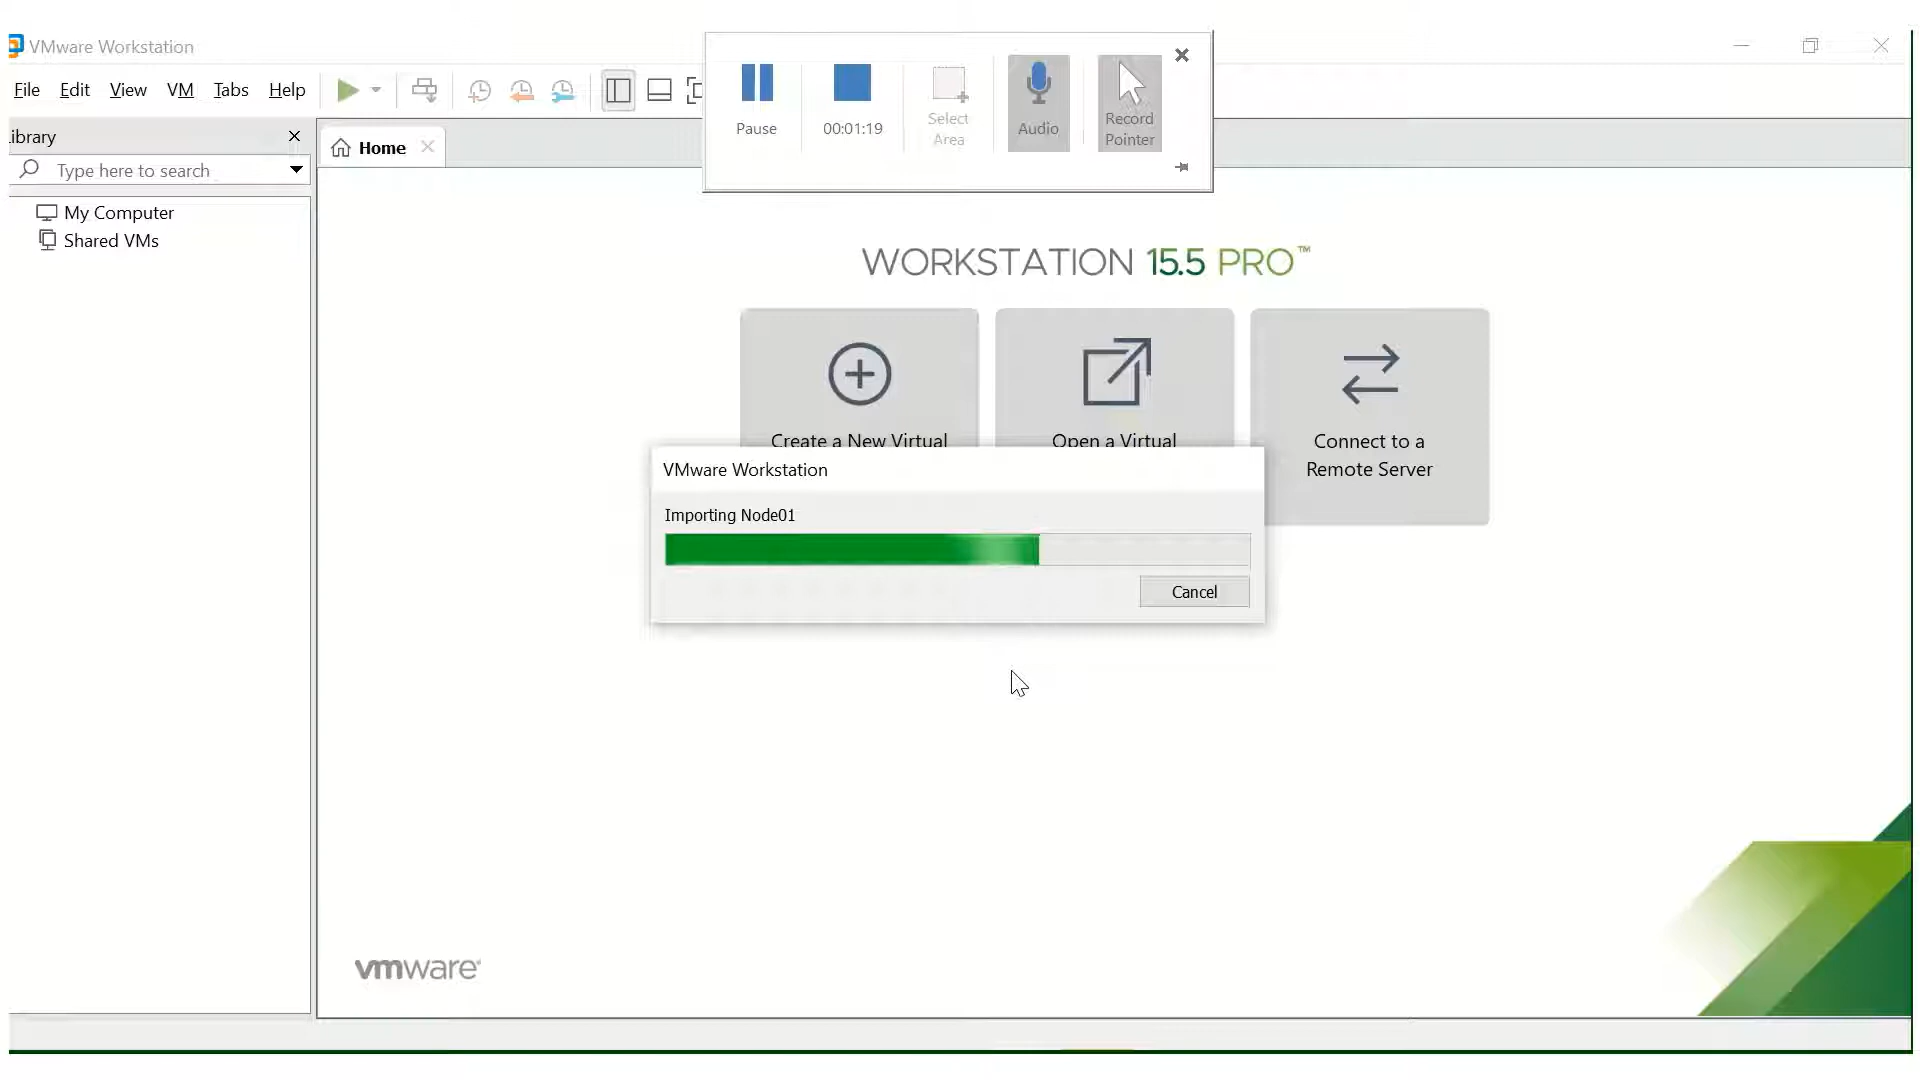 VMware Workstation
File Edit View VM Tabs Help
Pause
00:01:19
Select
Area
Audio
Record
Pointer
ibrary
Home
Type here to search
My Computer
Shared VMs
WORKSTATION 15.5 PRO™
Create a New Virtual
Open a Virtual
Connect to a
Remote Server
VMware Workstation
Importing Node01
Cancel
vmware®